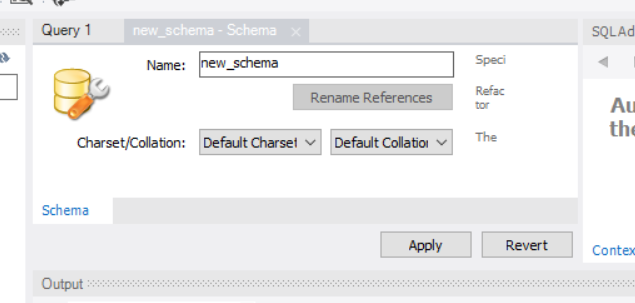 Query 1
new_schema - Schema
SQLAd
Name:
new_schema
Speci
Rename References
Refac
tor
Au
the
Charset/Collation:
Default Charset
Default Collation
The
Schema
Apply
Revert
Contex
Output